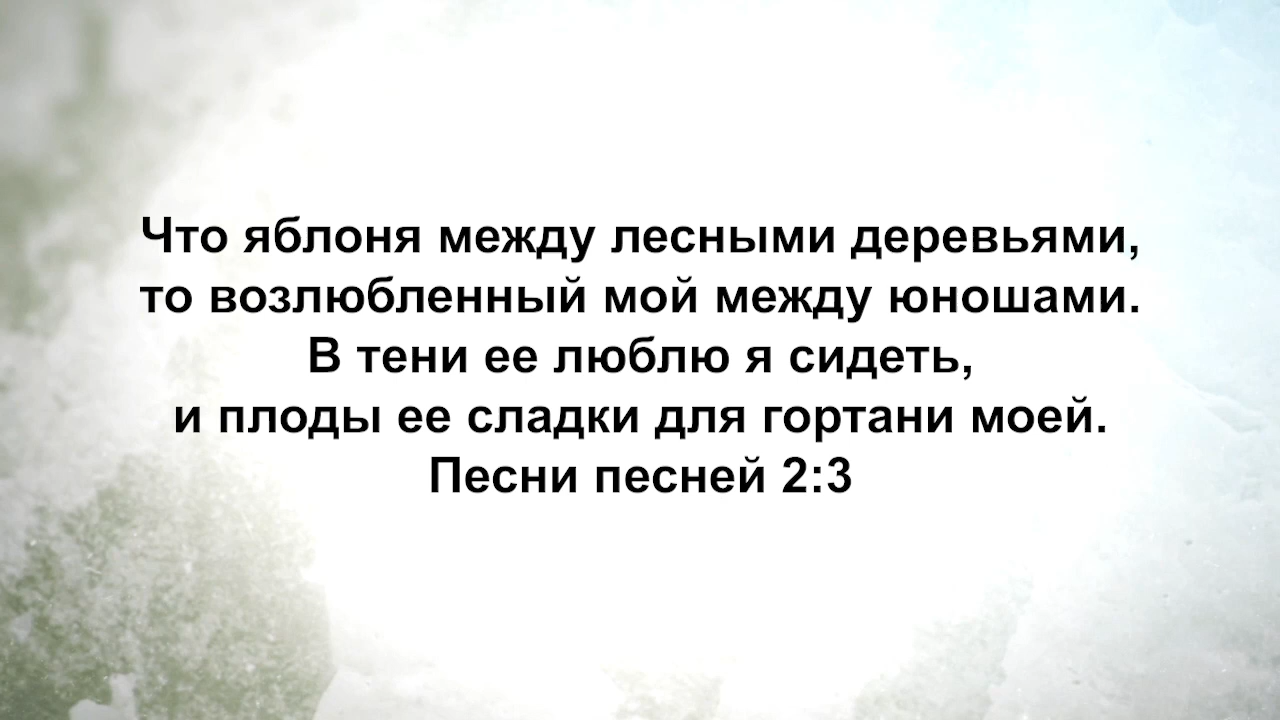 Что яблоня между лесными деревьями,
то возлюбленный мой между юношами.
В тени ее люблю я сидеть,
и плоды ее сладки для гортани моей.
Песни песней 2:3